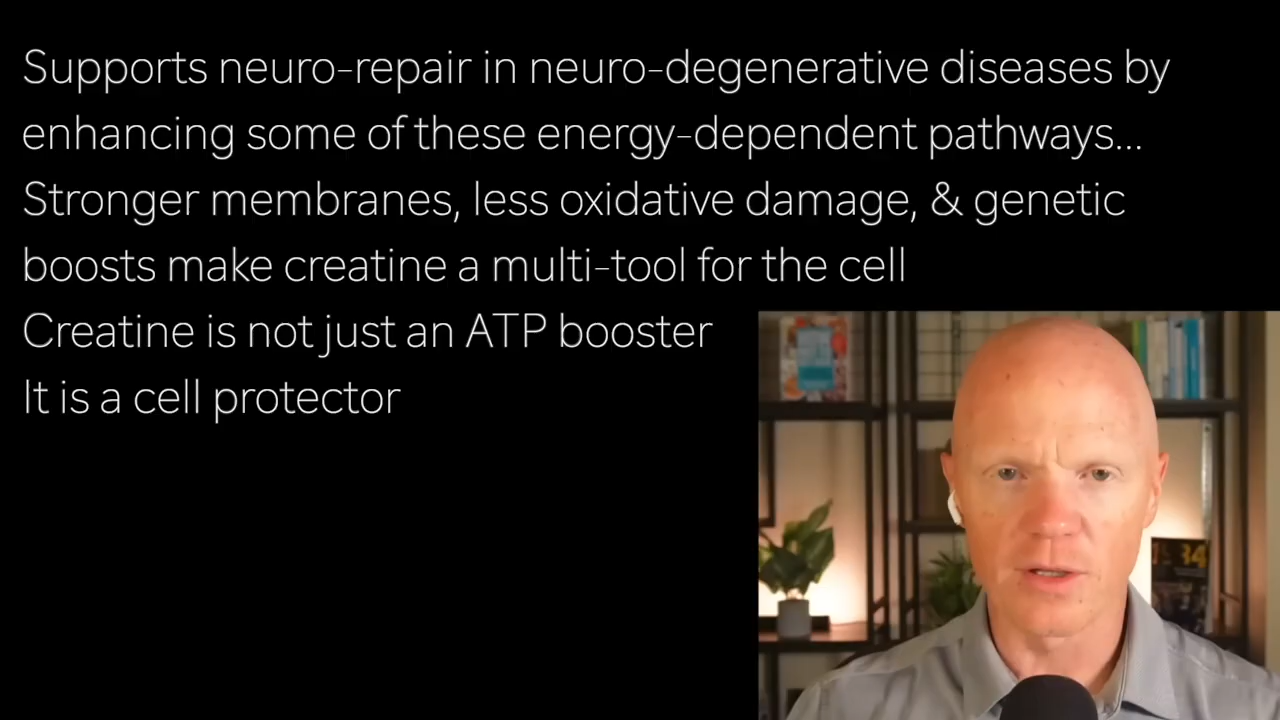 Supports neuro-repair in neuro-degenerative diseases by
enhancing some of these energy-dependent pathways...
Stronger membranes, less oxidative damage, & genetic
boosts make creatine a multi-tool for the cell
Creatine is not just an ATP booster
It is a cell protector